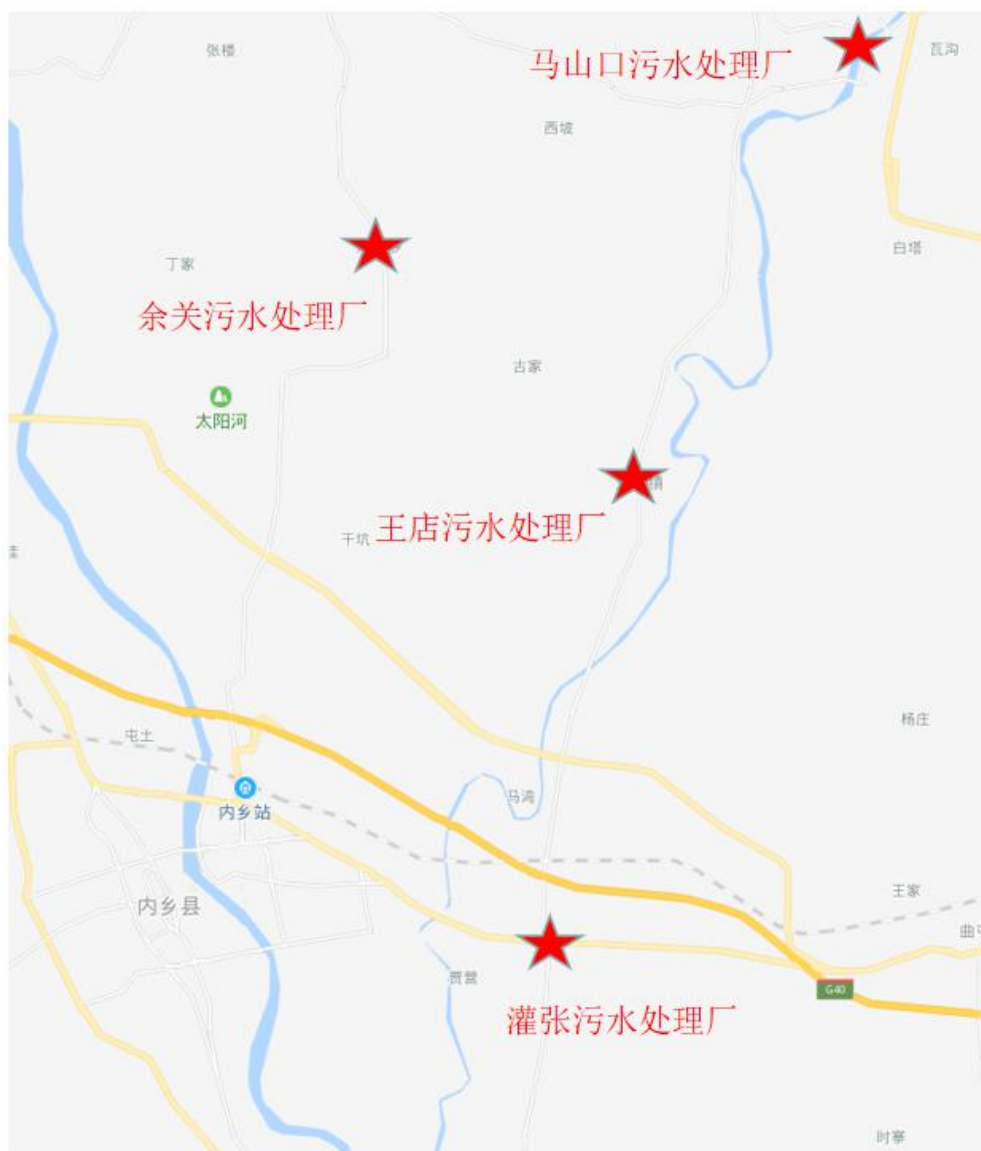 张楼
马山口污水处理厂
瓦沟
西坡
丁家
白塔
余关污水处理厂
古家
太阳河
王店污水处理厂
干坑
杨庄
屯土
内乡站
马湾
内乡县
王家
贾营
G40
灌张污水处理厂
时寨